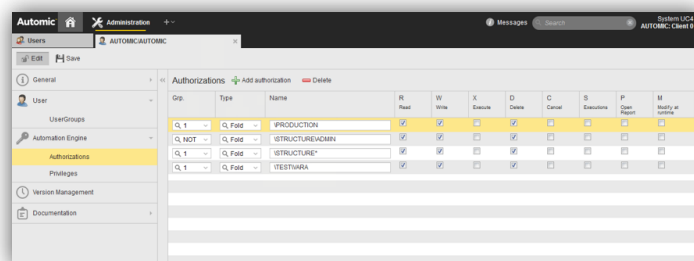 Automic Administration Messages Search System UC4
AUTOMIC: Client 0
Users AUTOMIC/AUTOMIC ×
Edit Save
General
User
UserGroups
Automation Engine
Authorizations
Privileges
Version Management
Documentation
Authorizations Add authorization Delete
Grp. Type Name R W X D C S P M
Read Write Execute Delete Cancel Executions Open Report Modify at runtime
1 Fold \PRODUCTION
NOT Fold \STRUCTURE\ADMIN
1 Fold \STRUCTURE*
1 Fold \TEST\VARA